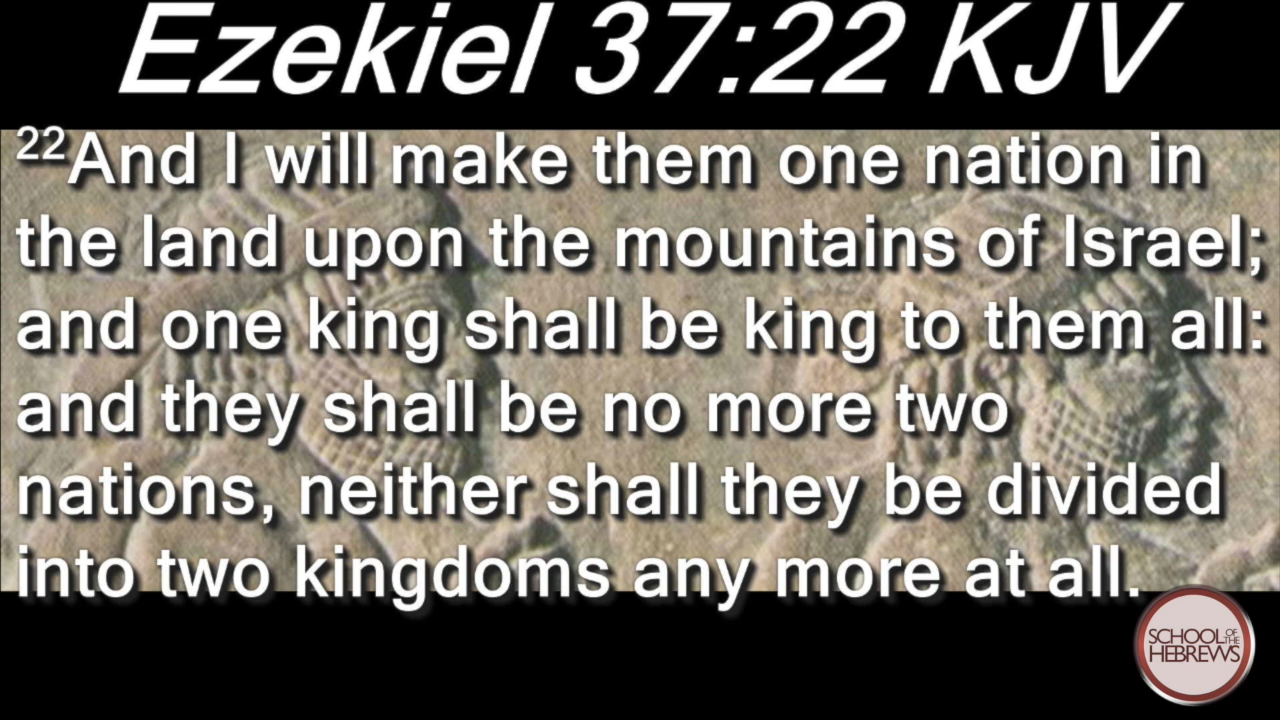 Ezekiel 37:22 KJV
22And I will make them one nation in
the land upon the mountains of Israel;
and one king shall be king to them all:
and they shall be no more two
nations, neither shall they be divided
into two kingdoms any more at all.
SCHOOL OF THE
HEBREWS